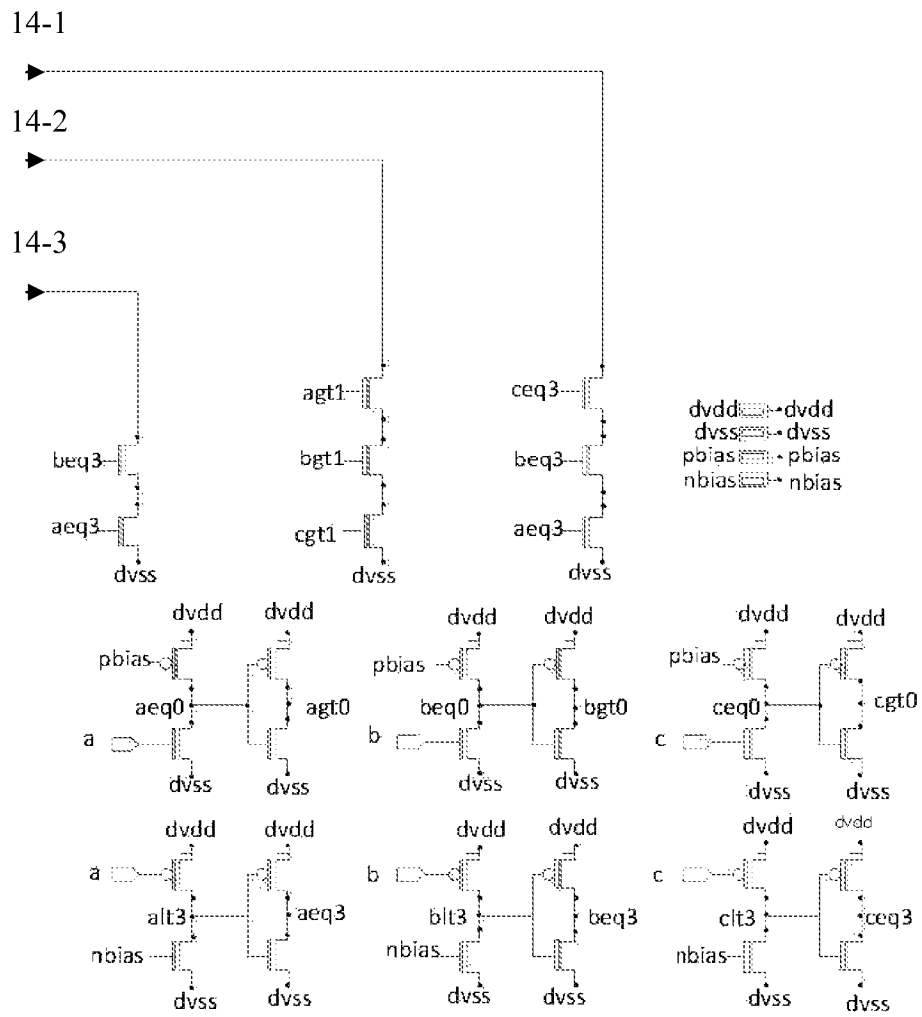 14-1
14-2
14-3
agt1 ceq3
dvdd dvdd
dvss dvss
pbias pbias
nbias nbias
beq3 bgt1 beq3
aeq3 cgt1 aeq3
dvss dvss dvss
dvdd dvdd dvdd dvdd dvdd dvdd
pbias pbias pbias
aeq0 agt0 beq0 bgt0 ceq0 cgt0
a b c
dvss dvss dvss dvss dvss dvss
dvdd dvdd dvdd dvdd dvdd dvdd
a b c
alt3 aeq3 blt3 beq3 clt3 ceq3
nbias nbias nbias
dvss dvss dvss dvss dvss dvss